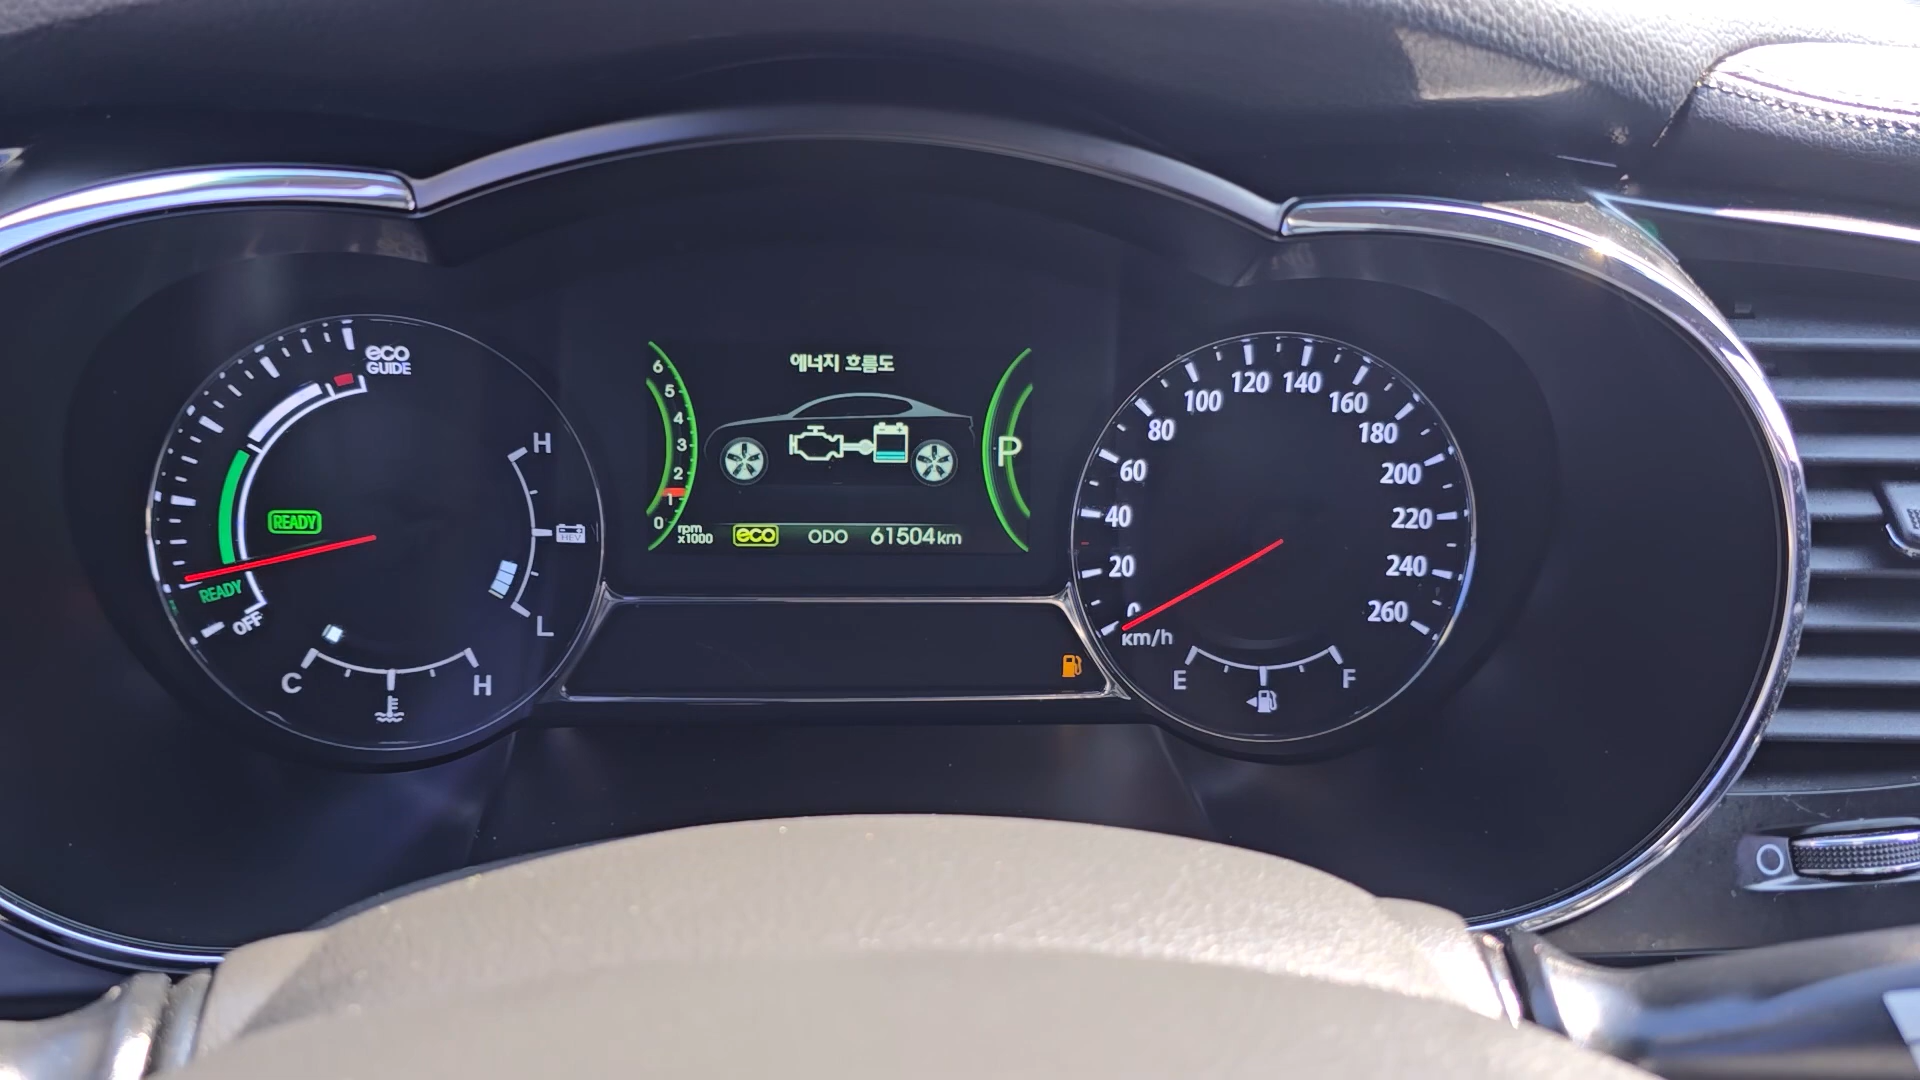 eco
GUIDE
READY
READY
OFF
H
HEV
L
C
H
에너지 흐름도
6
5
4
3
2
1
0
rpm
x1000
P
eco ODO 61504km
0
20
40
60
80
100
120
140
160
180
200
220
240
260
km/h
E
F